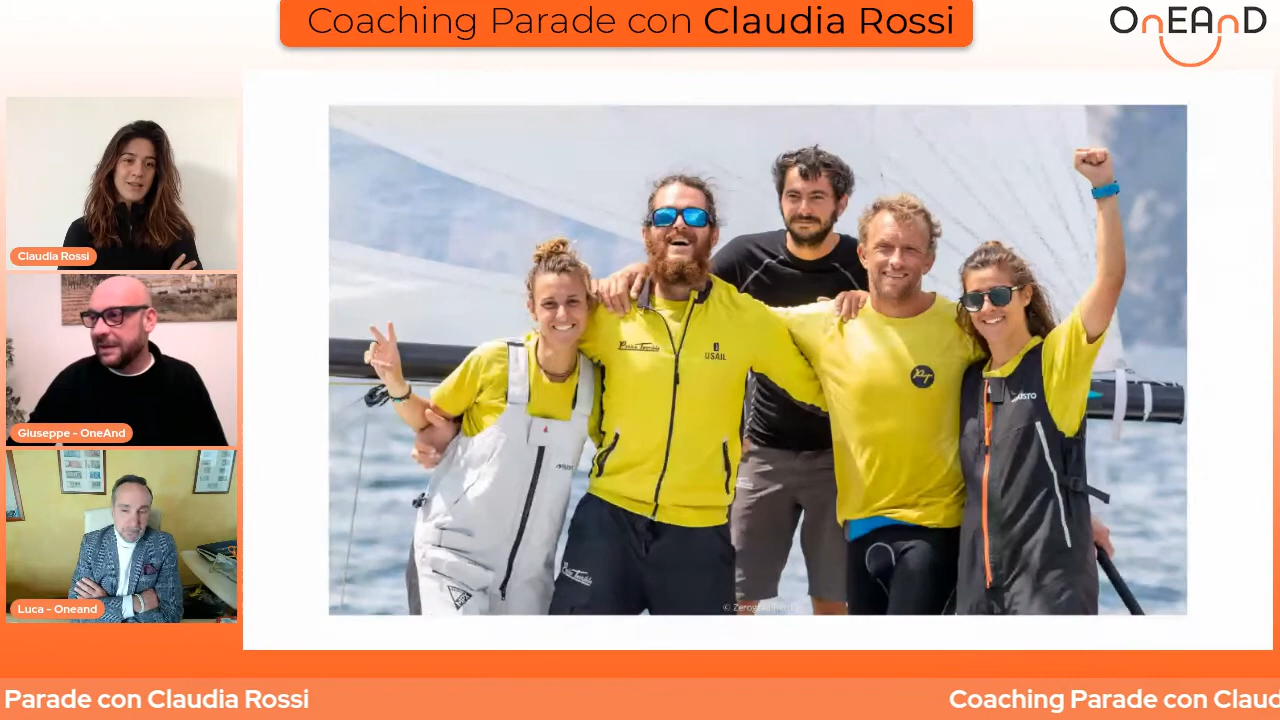 Coaching Parade con Claudia Rossi
OnEAnD
Claudia Rossi
Giuseppe - OneAnd
Luca - Oneand
USAIL
© Zerogradinord
Parade con Claudia Rossi
Coaching Parade con Claud